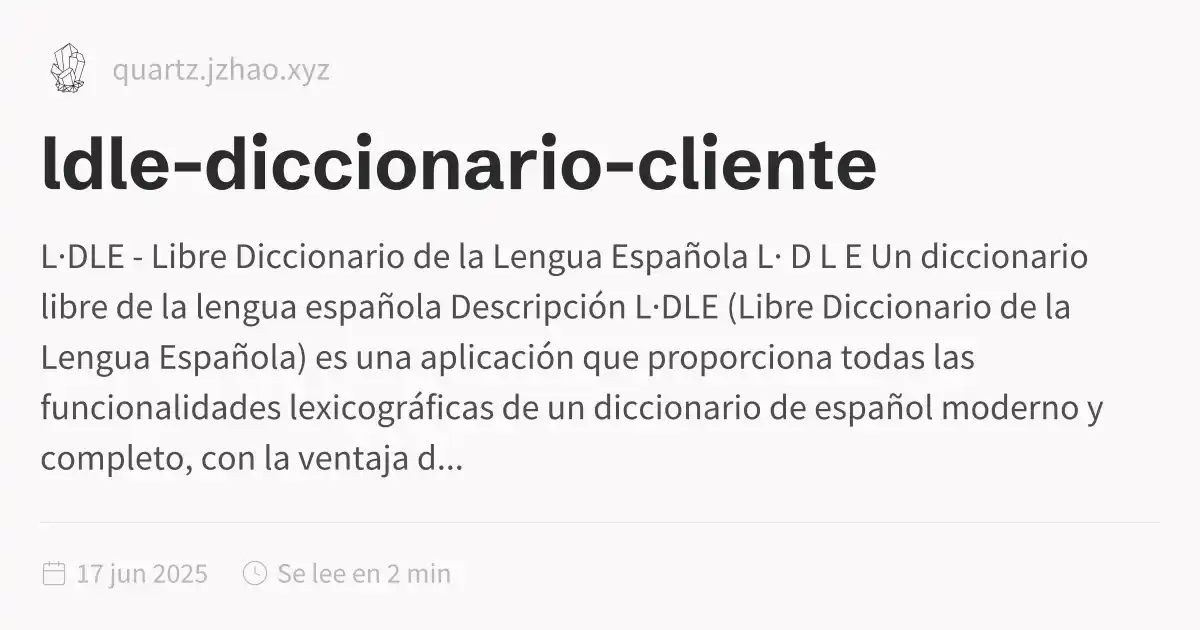 quartz.jzhao.xyz
ldle-diccionario-cliente
L·DLE - Libre Diccionario de la Lengua Española L· D L E Un diccionario
libre de la lengua española Descripción L·DLE (Libre Diccionario de la
Lengua Española) es una aplicación que proporciona todas las
funcionalidades lexicográficas de un diccionario de español moderno y
completo, con la ventaja d...
17 jun 2025 Se lee en 2 min